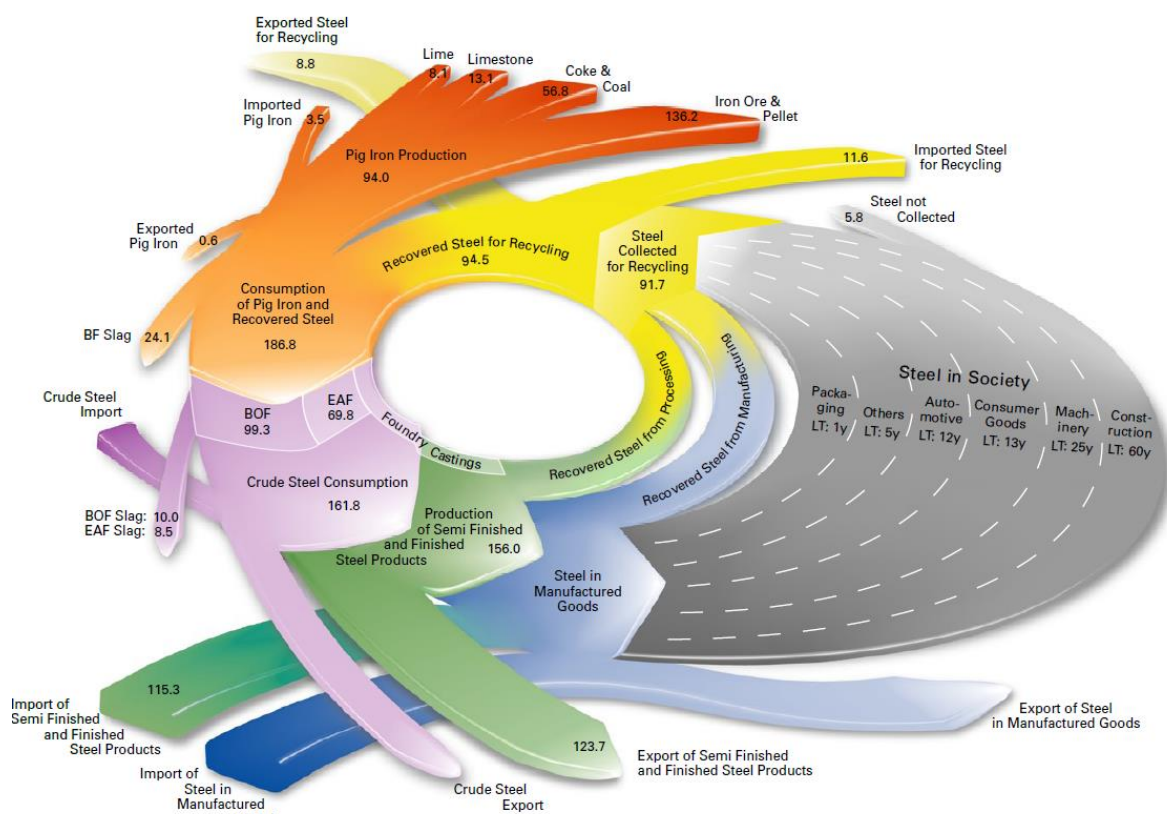 Exported Steel
for Recycling
8.8
Lime
8.1
Limestone
13.1
Coke &
Coal
56.8
Iron Ore &
Pellet
136.2
Imported
Pig Iron
3.5
Pig Iron Production
94.0
Imported Steel
for Recycling
11.6
Steel not
Collected
5.8
Exported
Pig Iron
0.6
Recovered Steel for Recycling
94.5
Steel
Collected
for Recycling
91.7
Consumption
of Pig Iron and
Recovered Steel
186.8
BF Slag
24.1
Crude Steel
Import
BOF
99.3
EAF
69.8
Foundry Castings
Recovered Steel from Processing
Recovered Steel from Manufacturing
Steel in Society
Packa-
ging
LT: 1y
Others
LT: 5y
Auto-
motive
LT: 12y
Consumer
Goods
LT: 13y
Mach-
inery
LT: 25y
Const-
ruction
LT: 60y
Crude Steel Consumption
161.8
BOF Slag: 10.0
EAF Slag: 8.5
Production
of Semi Finished
and Finished
Steel Products
156.0
Steel in
Manufactured
Goods
115.3
Import of
Semi Finished
and Finished
Steel Products
Import of
Steel in
Manufactured
Crude Steel
Export
123.7
Export of Semi Finished
and Finished Steel Products
Export of Steel
in Manufactured Goods